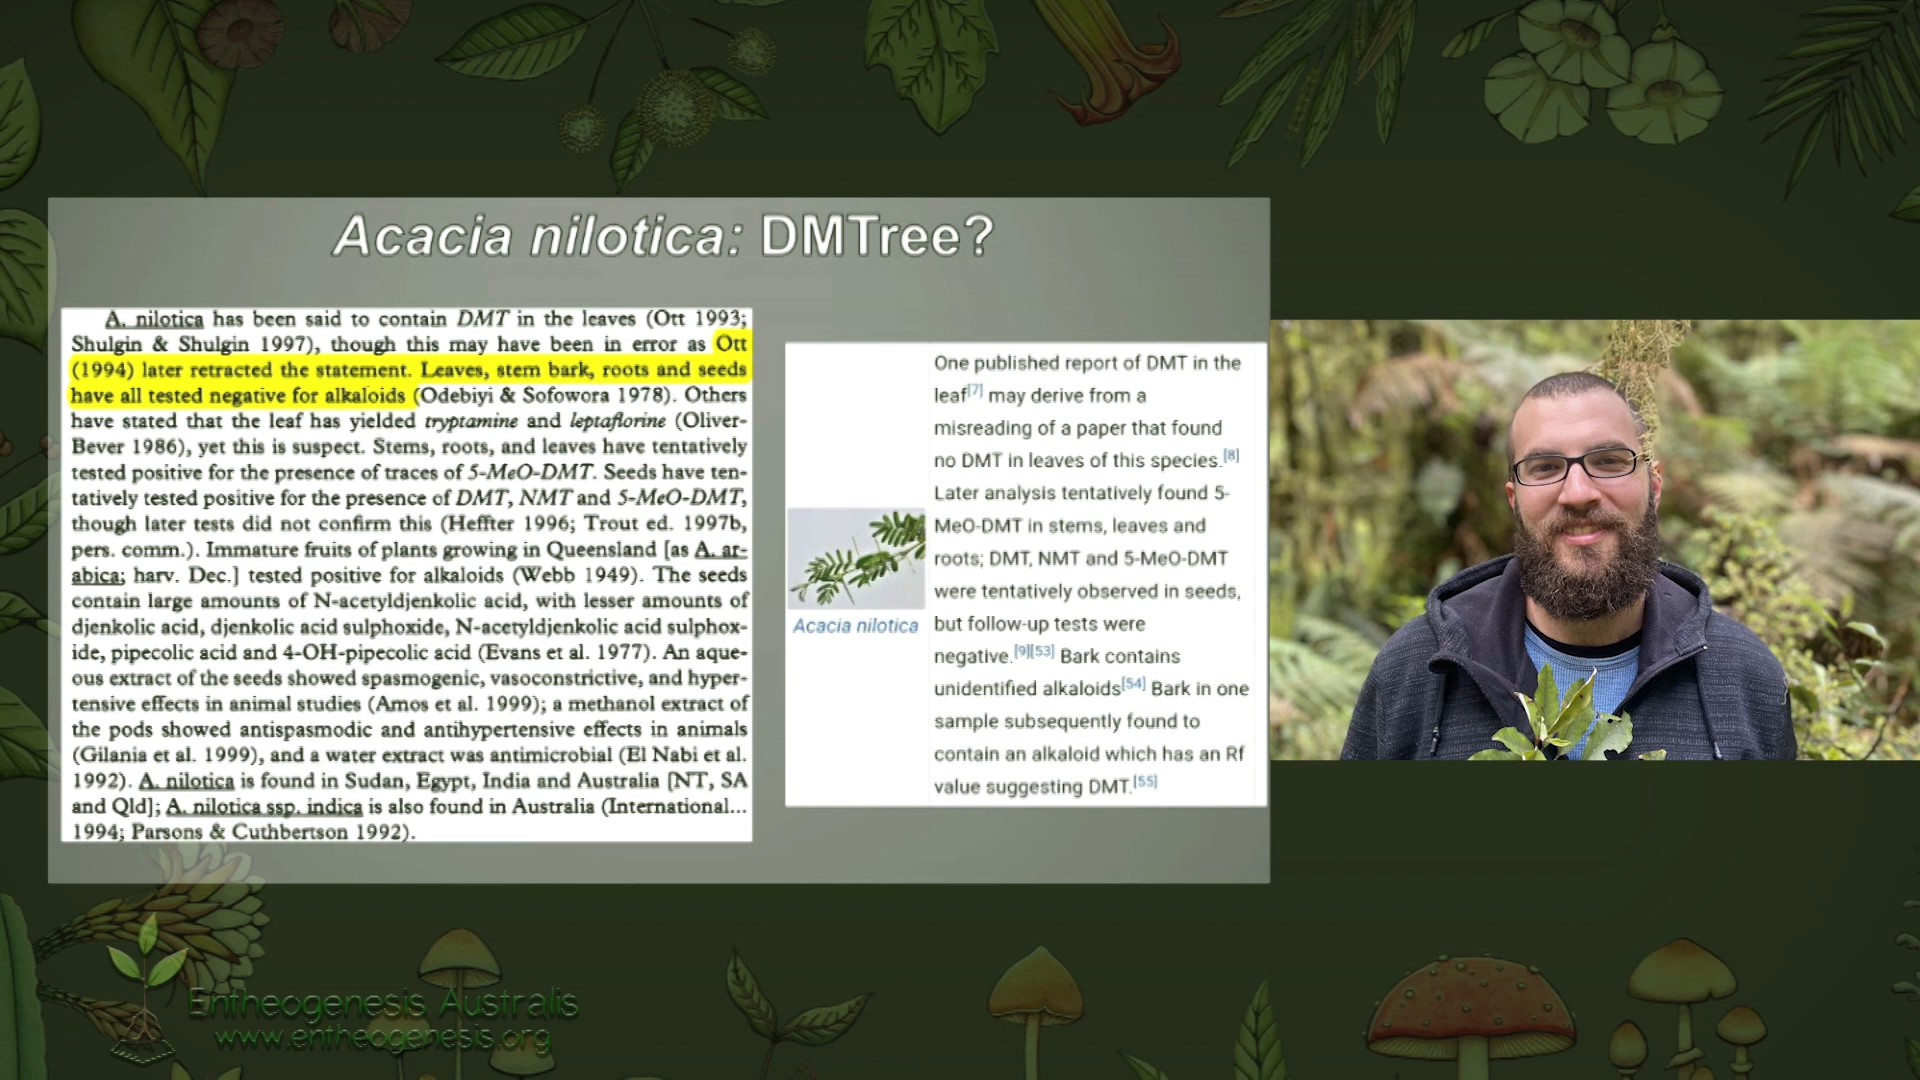 Acacia nilotica: DMTree?
A. nilotica has been said to contain DMT in the leaves (Ott 1993;
Shulgin & Shulgin 1997), though this may have been in error as Ott
(1994) later retracted the statement. Leaves, stem bark, roots and seeds
have all tested negative for alkaloids (Odebiyi & Sofowora 1978). Others
have stated that the leaf has yielded tryptamine and leptaflorine (Oliver-
Bever 1986), yet this is suspect. Stems, roots, and leaves have tentatively
tested positive for the presence of traces of 5-MeO-DMT. Seeds have ten-
tatively tested positive for the presence of DMT, NMT and 5-MeO-DMT,
though later tests did not confirm this (Heffter 1996; Trout ed. 1997b,
pers. comm.). Immature fruits of plants growing in Queensland [as A. ar-
abica; harv. Dec.] tested positive for alkaloids (Webb 1949). The seeds
contain large amounts of N-acetyldjenkolic acid, with lesser amounts of
djenkolic acid, djenkolic acid sulphoxide, N-acetyldjenkolic acid sulphox-
ide, pipecolic acid and 4-OH-pipecolic acid (Evans et al. 1977). An aque-
ous extract of the seeds showed spasmogenic, vasoconstrictive, and hyper-
tensive effects in animal studies (Amos et al. 1999); a methanol extract of
the pods showed antispasmodic and antihypertensive effects in animals
(Gilania et al. 1999), and a water extract was antimicrobial (El Nabi et al.
1992). A. nilotica is found in Sudan, Egypt, India and Australia [NT, SA
and Qld]; A. nilotica ssp. indica is also found in Australia (International...
1994; Parsons & Cuthbertson 1992).
Acacia nilotica
One published report of DMT in the
leaf[7] may derive from a
misreading of a paper that found
no DMT in leaves of this species.[8]
Later analysis tentatively found 5-
MeO-DMT in stems, leaves and
roots; DMT, NMT and 5-MeO-DMT
were tentatively observed in seeds,
but follow-up tests were
negative.[9][53] Bark contains
unidentified alkaloids[54] Bark in one
sample subsequently found to
contain an alkaloid which has an Rf
value suggesting DMT.[55]
Entheogenesis Australis
www.entheogenesis.org